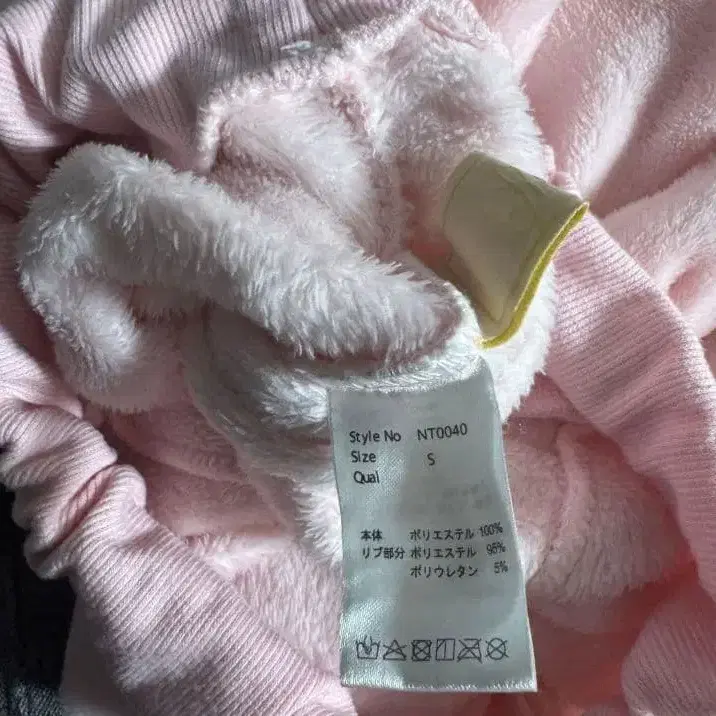 Style No NT0040
Size S
Qual
本体 ポリエステル 100%
リブ部分 ポリエステル 95%
ポリウレタン 5%